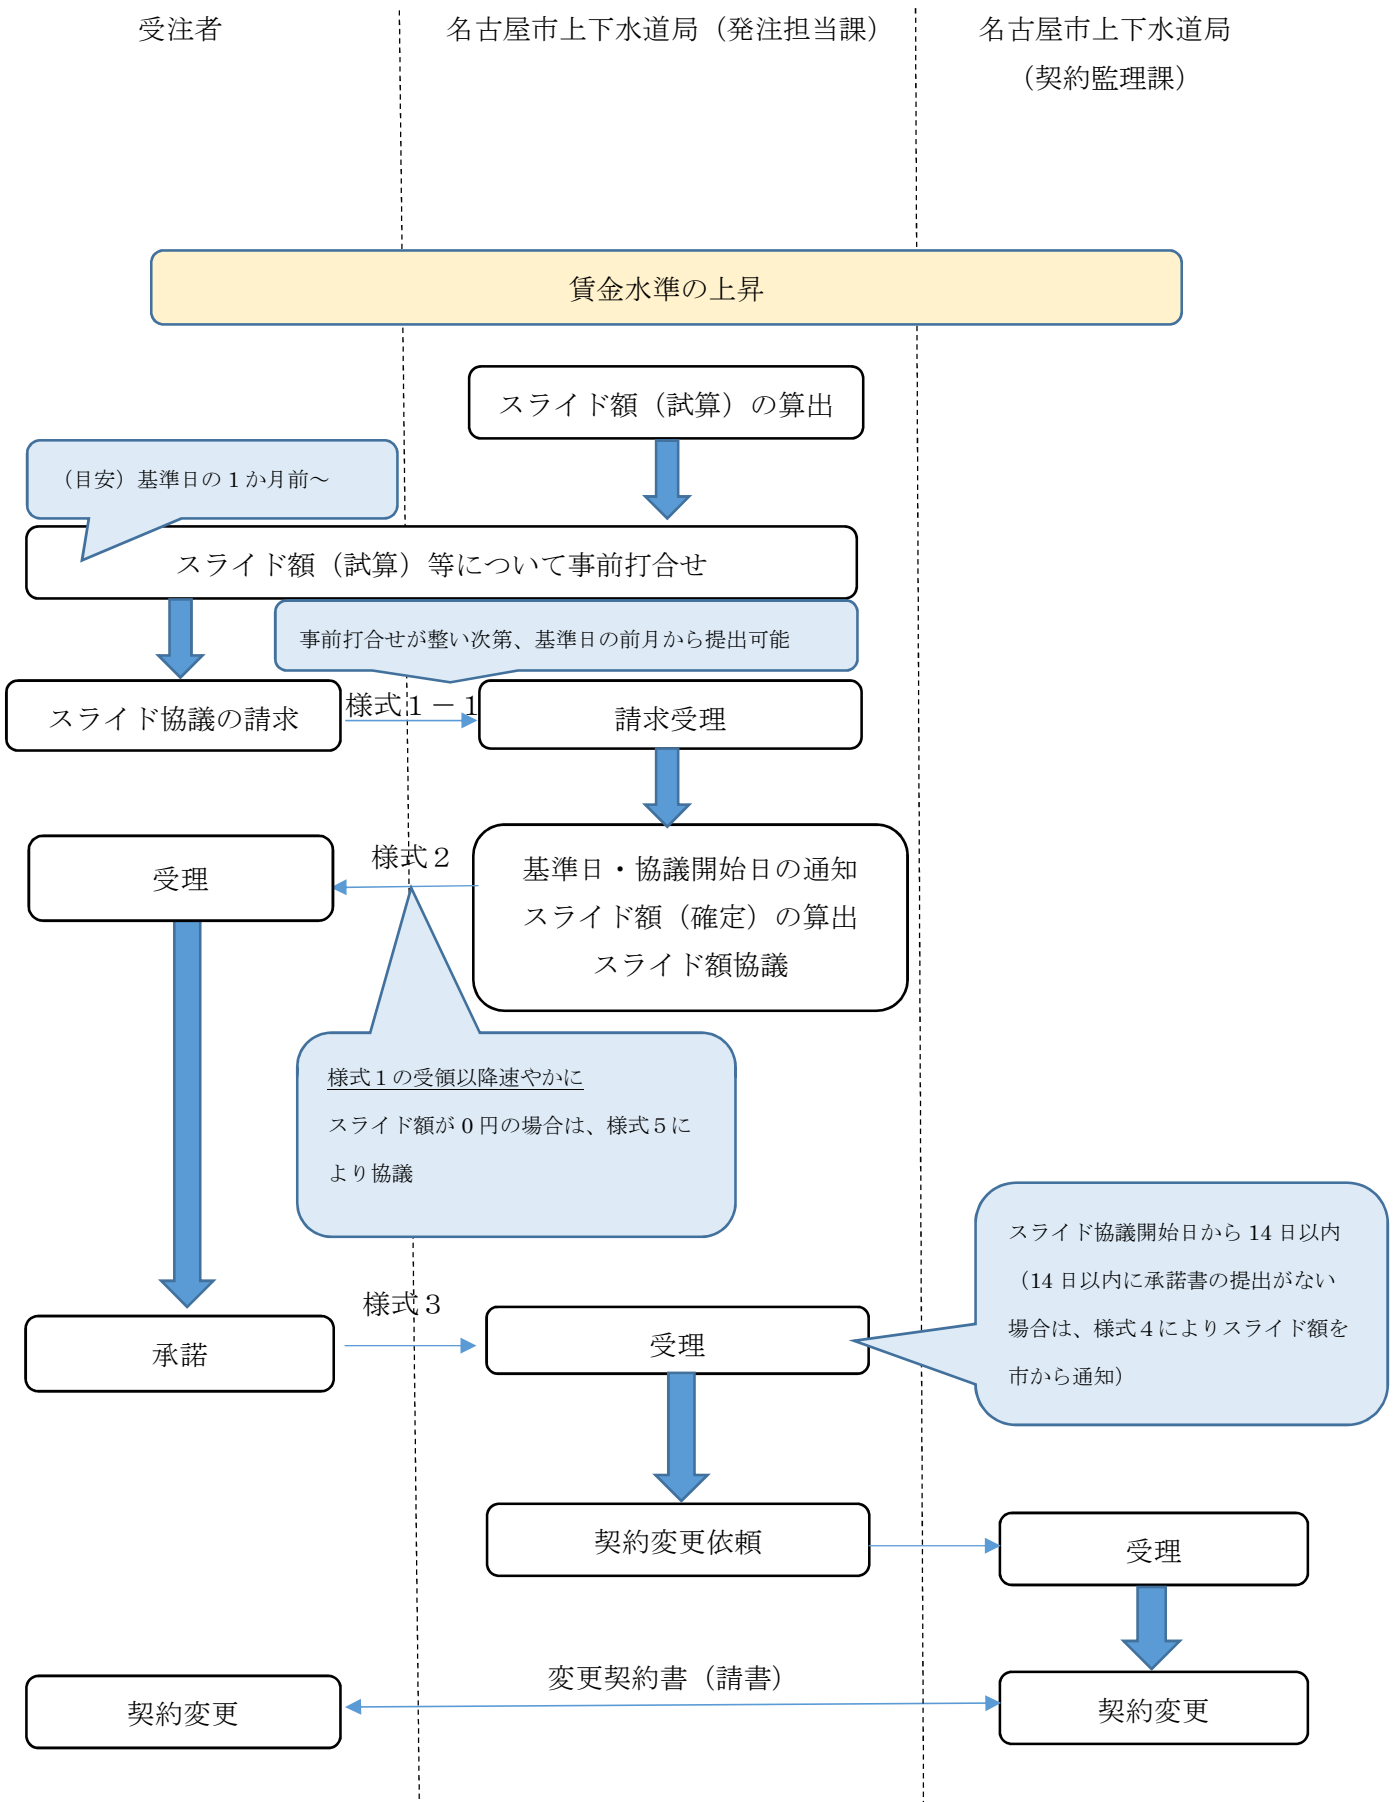 受注者
名古屋市上下水道局（発注担当課）
名古屋市上下水道局
（契約監理課）
賃金水準の上昇
スライド額（試算）の算出
（目安）基準日の１か月前～
スライド額（試算）等について事前打合せ
事前打合せが整い次第、基準日の前月から提出可能
スライド協議の請求
様式１－１
請求受理
受理
様式２
基準日・協議開始日の通知
スライド額（確定）の算出
スライド額協議
様式１の受領以降速やかに
スライド額が 0 円の場合は、様式５に
より協議
スライド協議開始日から 14 日以内
（14 日以内に承諾書の提出がない
場合は、様式４によりスライド額を
市から通知）
承諾
様式３
受理
契約変更依頼
受理
契約変更
変更契約書（請書）
契約変更